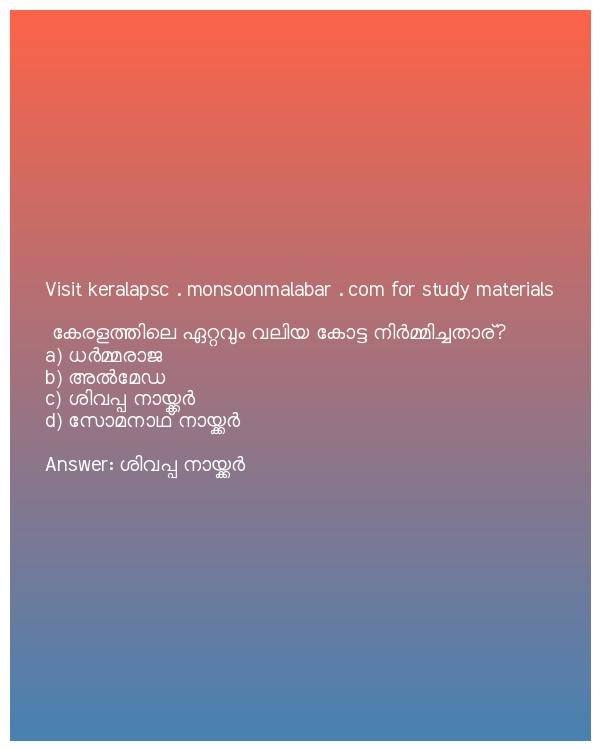 Visit keralapsc . monsoonmalabar . com for study materials
കേരളത്തിലെ ഏറ്റവും വലിയ കോട്ട നിർമ്മിച്ചതാര്?
a) ധർമ്മരാജ
b) അൽമേഡ
c) ശിവപ്പ നായ്ക്കർ
d) സോമനാഥ് നായ്ക്കർ
Answer: ശിവപ്പ നായ്ക്കർ